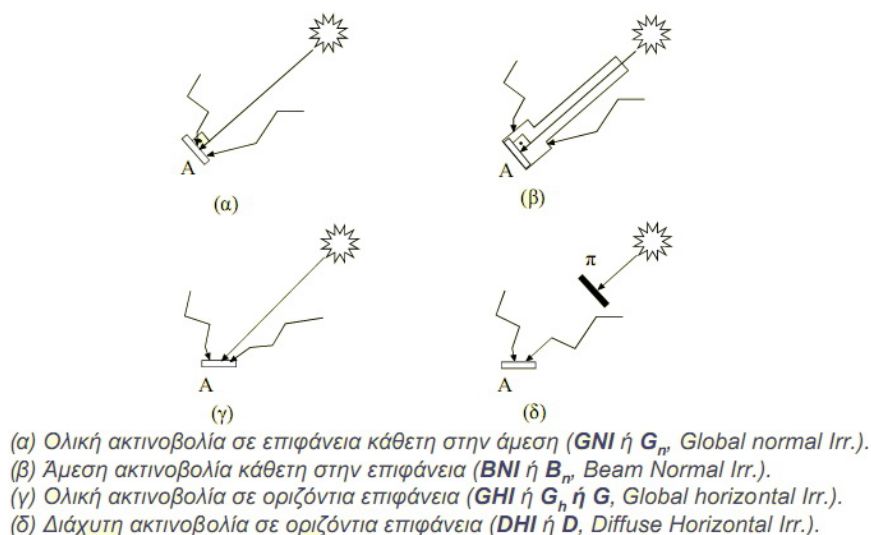 A
(α)
A
(β)
A
(γ)
π
A
(δ)
(α) Ολική ακτινοβολία σε επιφάνεια κάθετη στην άμεση (GNI ή Gn, Global normal Irr.).
(β) Άμεση ακτινοβολία κάθετη στην επιφάνεια (BNI ή Bn, Beam Normal Irr.).
(γ) Ολική ακτινοβολία σε οριζόντια επιφάνεια (GHI ή Gh ή G, Global horizontal Irr.).
(δ) Διάχυτη ακτινοβολία σε οριζόντια επιφάνεια (DHI ή D, Diffuse Horizontal Irr.).